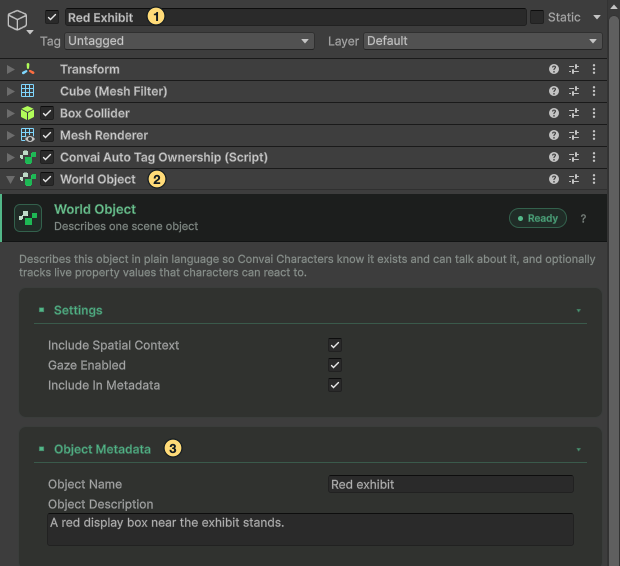 Red Exhibit 1 Static
Tag Untagged Layer Default
Transform
Cube (Mesh Filter)
Box Collider
Mesh Renderer
Convai Auto Tag Ownership (Script)
World Object 2
World Object
Describes one scene object
Ready ?
Describes this object in plain language so Convai Characters know it exists and can talk about it, and optionally
tracks live property values that characters can react to.
Settings
Include Spatial Context
Gaze Enabled
Include In Metadata
Object Metadata 3
Object Name Red exhibit
Object Description
A red display box near the exhibit stands.